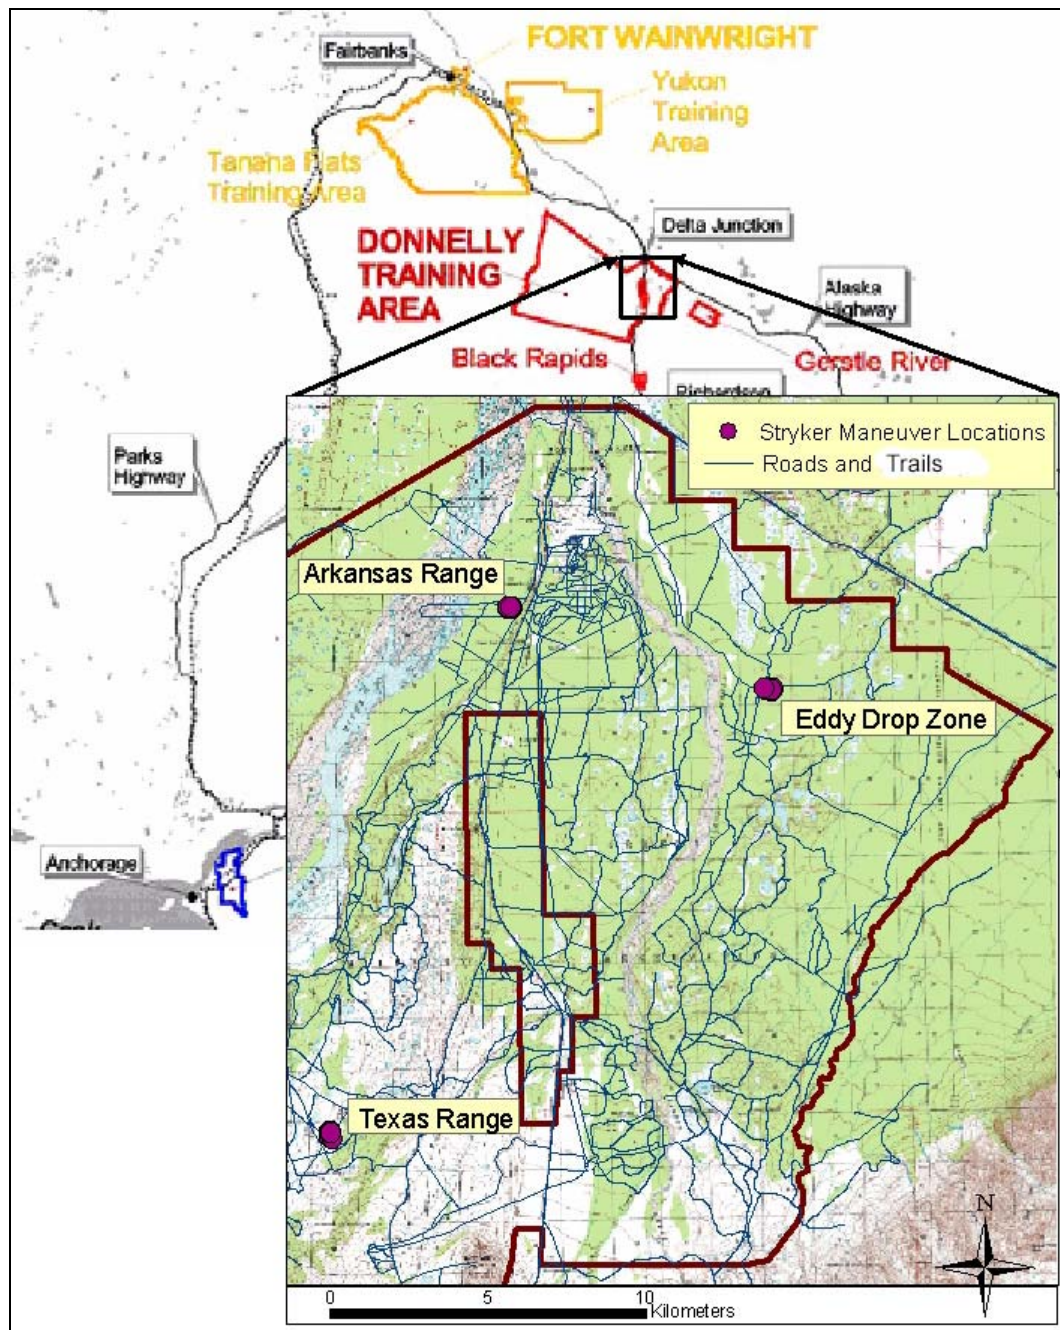 FORT WAINWRIGHT
Fairbanks
Yukon
Training
Area
Tanana Flats
Training Area
Delta Junction
DONNELLY
TRAINING
AREA
Alaska
Highway
Black Rapids
Gerstle River
Richardson
Parks
Highway
Anchorage
Cook
Stryker Maneuver Locations
Roads and Trails
Arkansas Range
Eddy Drop Zone
Texas Range
N
0 5 10
Kilometers